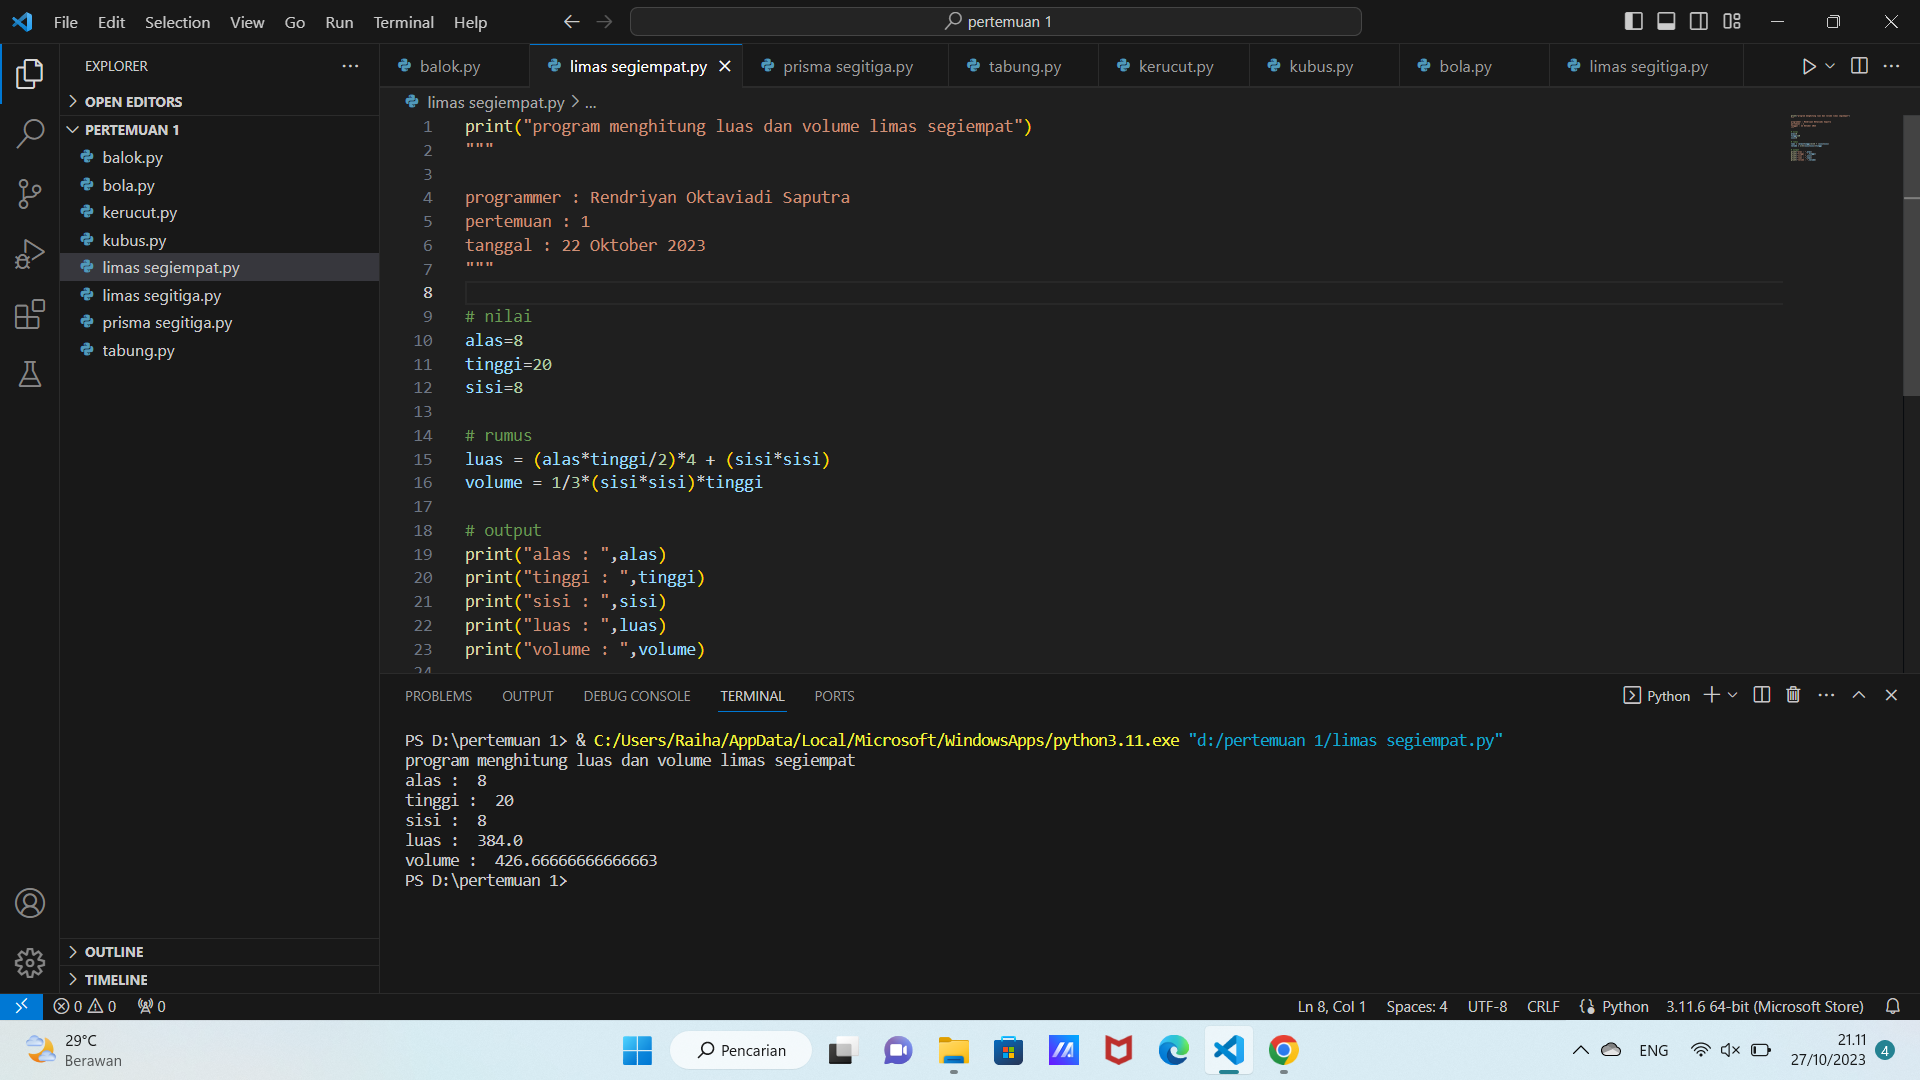 File Edit Selection View Go Run Terminal Help
pertemuan 1
EXPLORER
balok.py
limas segiempat.py
prisma segitiga.py
tabung.py
kerucut.py
kubus.py
bola.py
limas segitiga.py
OPEN EDITORS
PERTEMUAN 1
balok.py
bola.py
kerucut.py
kubus.py
limas segiempat.py
limas segitiga.py
prisma segitiga.py
tabung.py
OUTLINE
TIMELINE
limas segiempat.py > ...
1 print("program menghitung luas dan volume limas segiempat")
2 """
3
4 programmer : Rendriyan Oktaviadi Saputra
5 pertemuan : 1
6 tanggal : 22 Oktober 2023
7 """
8
9 # nilai
10 alas=8
11 tinggi=20
12 sisi=8
13
14 # rumus
15 luas = (alas*tinggi/2)*4 + (sisi*sisi)
16 volume = 1/3*(sisi*sisi)*tinggi
17
18 # output
19 print("alas : ",alas)
20 print("tinggi : ",tinggi)
21 print("sisi : ",sisi)
22 print("luas : ",luas)
23 print("volume : ",volume)
24
PROBLEMS OUTPUT DEBUG CONSOLE TERMINAL PORTS
Python
PS D:\pertemuan 1> & C:/Users/Raiha/AppData/Local/Microsoft/WindowsApps/python3.11.exe "d:/pertemuan 1/limas segiempat.py"
program menghitung luas dan volume limas segiempat
alas :  8
tinggi :  20
sisi :  8
luas :  384.0
volume :  426.66666666666663
PS D:\pertemuan 1>
0 0 0
Ln 8, Col 1 Spaces: 4 UTF-8 CRLF Python 3.11.6 64-bit (Microsoft Store)
29°C
Berawan
Pencarian
ENG
21.11
27/10/2023
4